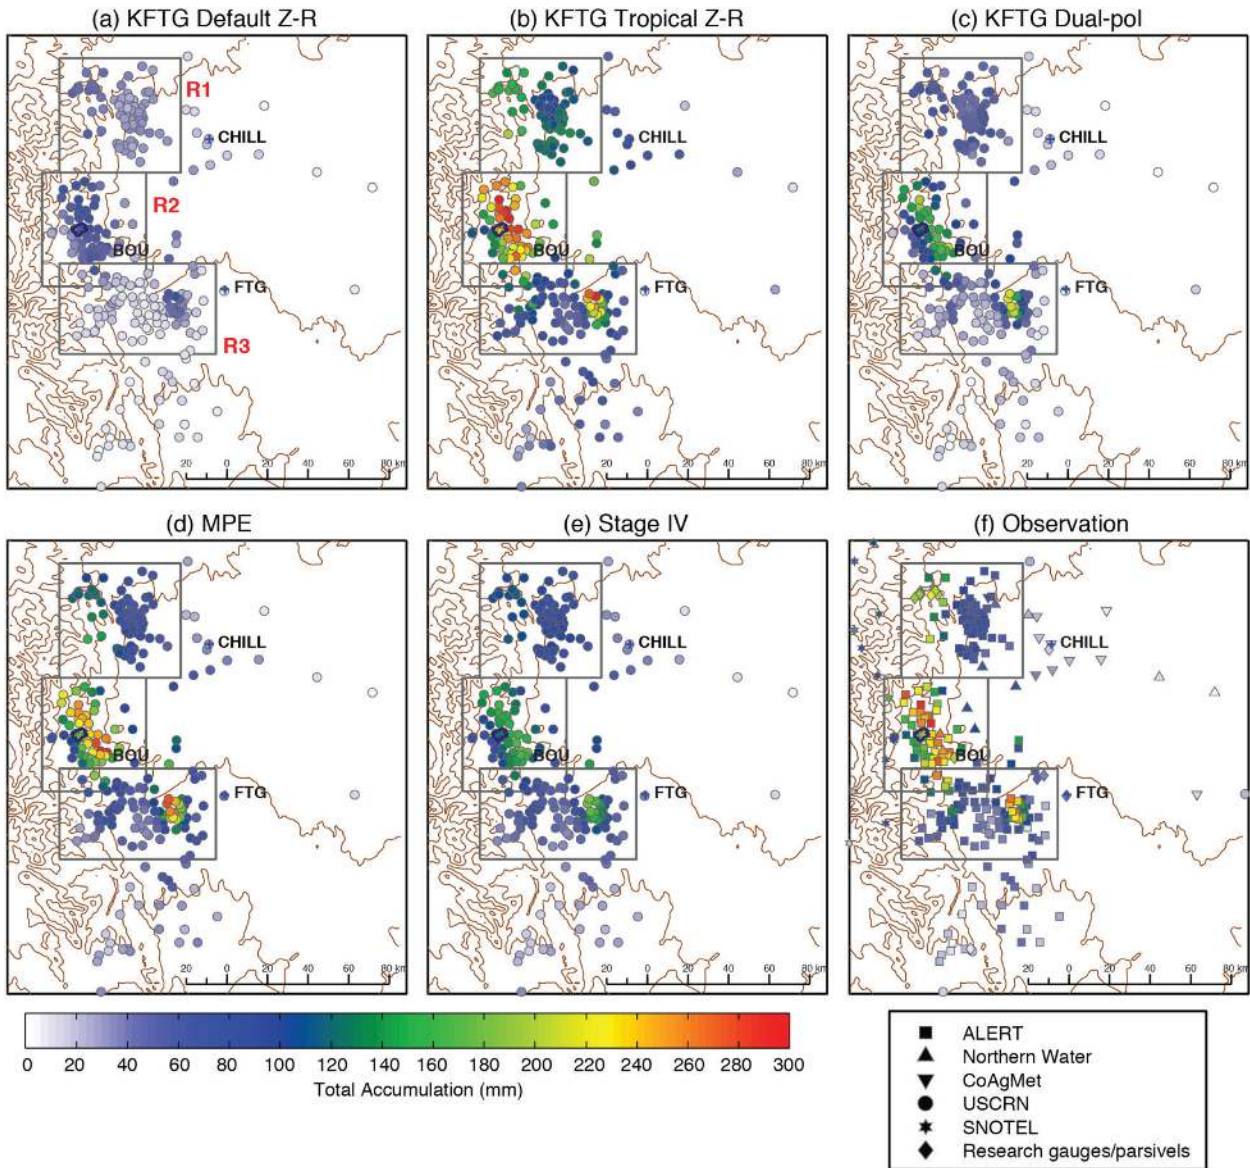 (a) KFTG Default Z-R
(b) KFTG Tropical Z-R
(c) KFTG Dual-pol
R1
CHILL
R2
BOU
FTG
R3
20 0 20 40 60 80 km
CHILL
BOU
FTG
20 0 20 40 60 80 km
CHILL
BOU
FTG
20 0 20 40 60 80 km
(d) MPE
(e) Stage IV
(f) Observation
CHILL
BOU
FTG
20 0 20 40 60 80 km
CHILL
BOU
FTG
20 0 20 40 60 80 km
CHILL
BOU
FTG
20 0 20 40 60 80 km
0 20 40 60 80 100 120 140 160 180 200 220 240 260 280 300
Total Accumulation (mm)
ALERT
Northern Water
CoAgMet
USCRN
SNOTEL
Research gauges/parsivels